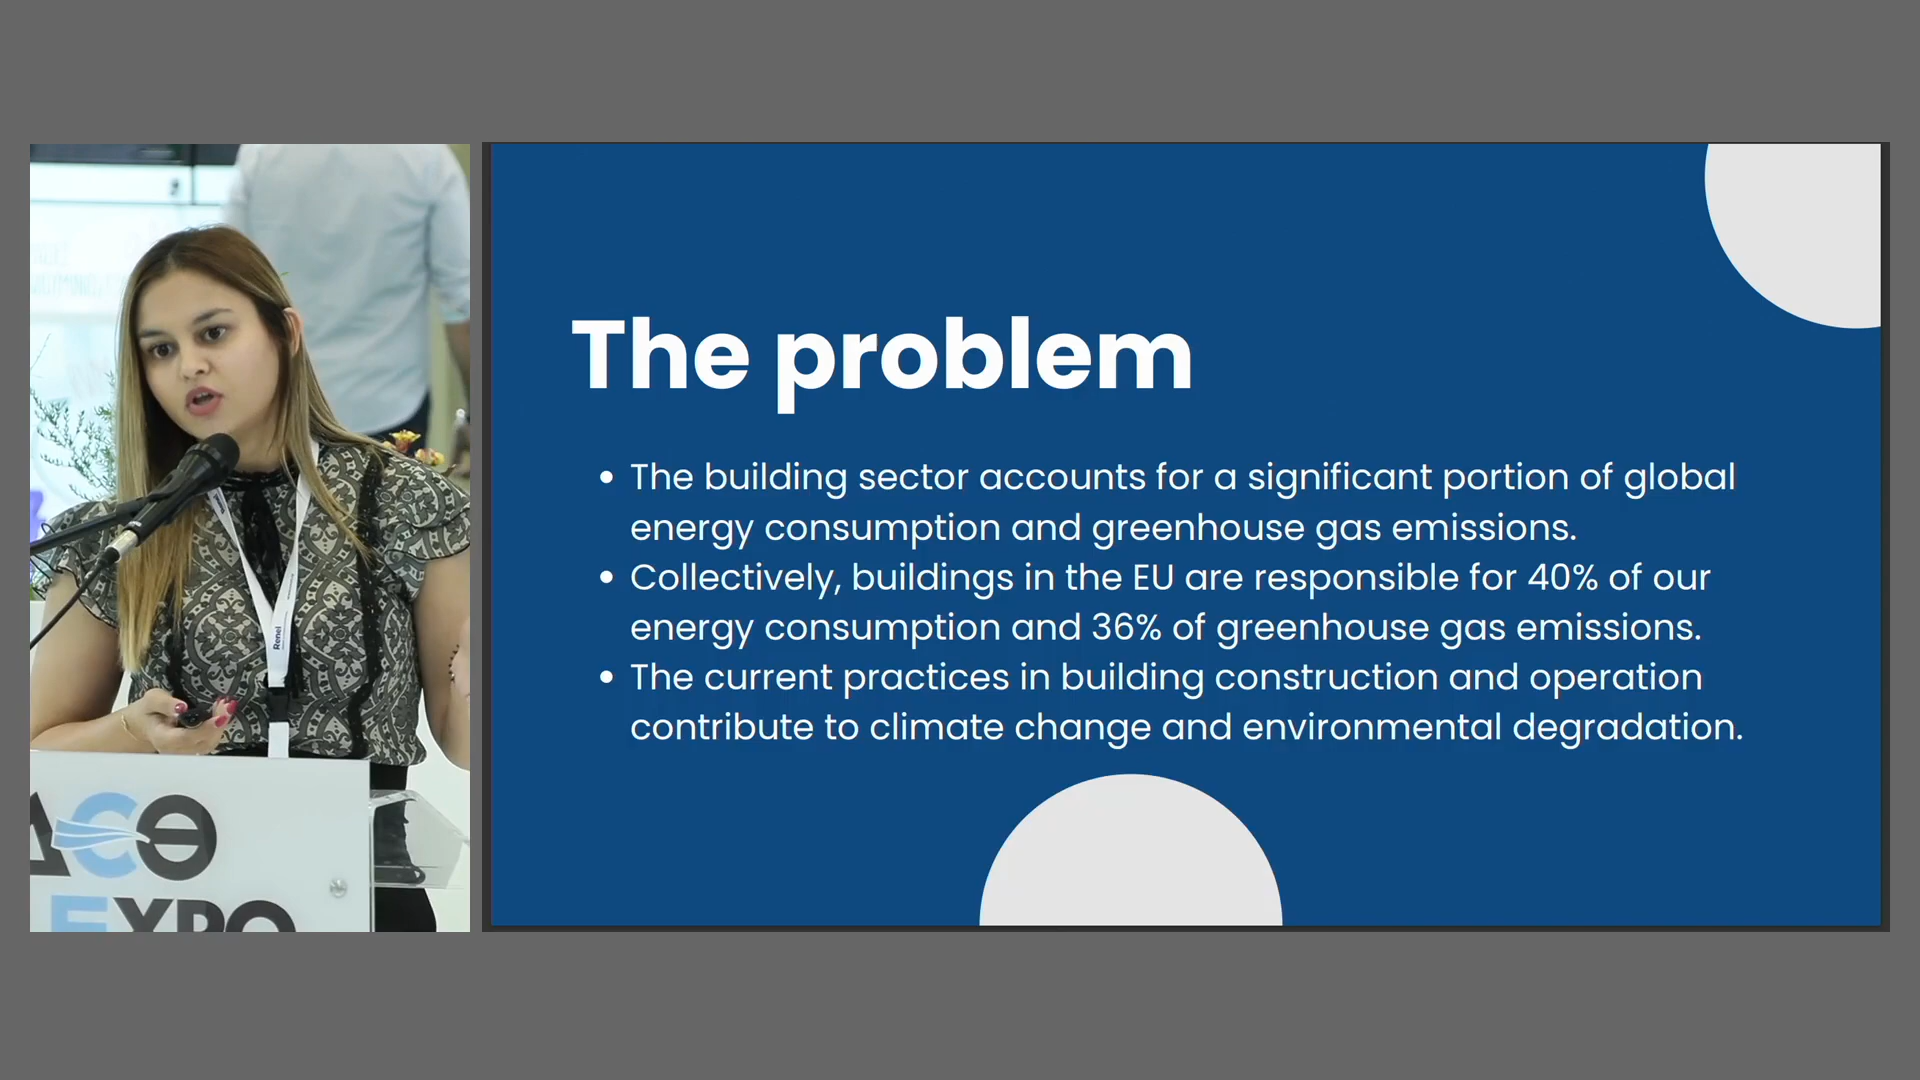 The problem
• The building sector accounts for a significant portion of global
energy consumption and greenhouse gas emissions.
• Collectively, buildings in the EU are responsible for 40% of our
energy consumption and 36% of greenhouse gas emissions.
• The current practices in building construction and operation
contribute to climate change and environmental degradation.
Renel
ΔΕΘ
EXPO